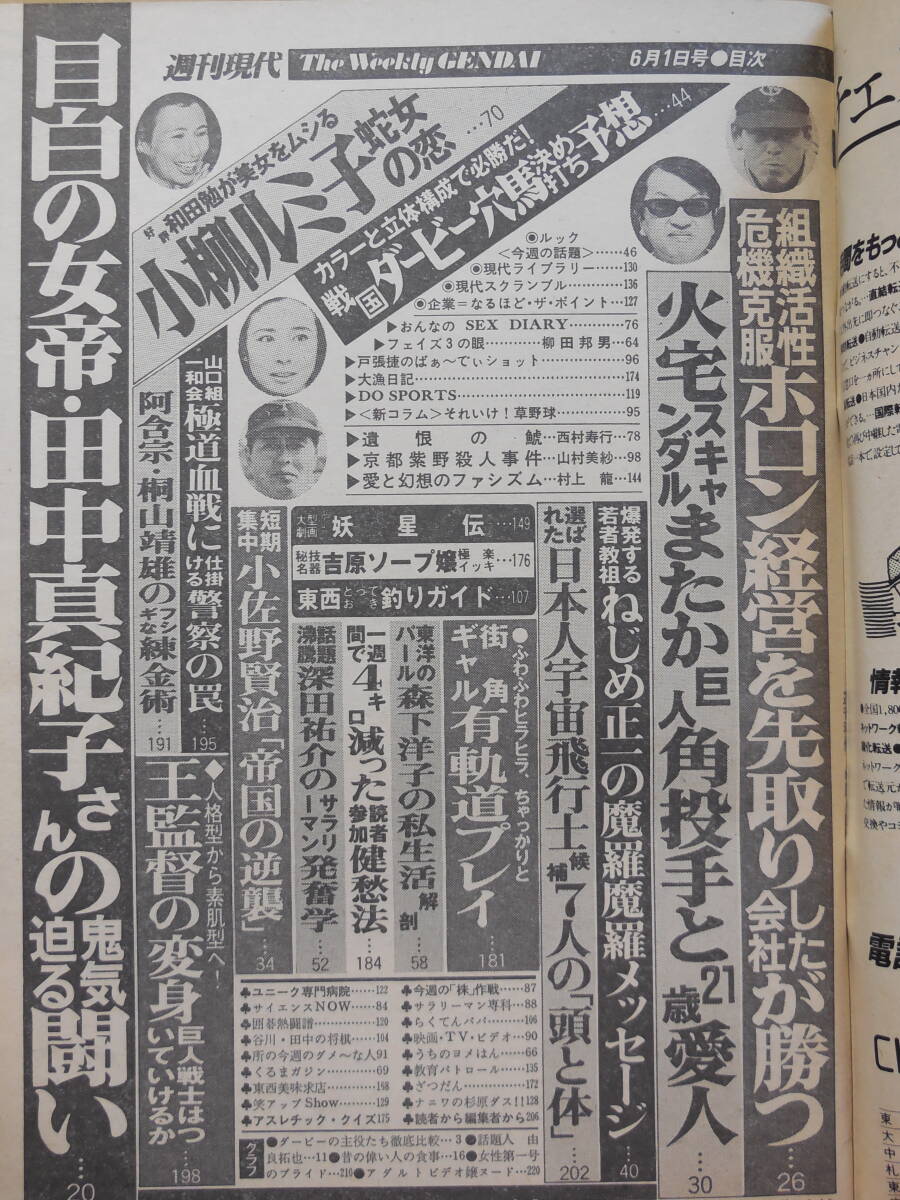 週刊現代 The Weekly GENDAI 6月1日号●目次
組織活性
危機克服
ホロン経営を先取りした会社が勝つ…26
火宅スキャンダル
またか巨人角投手と21歳愛人…30
爆発する
若者教祖
ねじめ正一の魔羅魔羅メッセージ…40
選ばれた
日本人宇宙飛行士候補7人の「頭と体」…202
カラーと立体構成で必勝だ!
戦国ダービー穴馬決め打ち予想…44
好評 和田勉が美女をムシる
小柳ルミ子蛇女の恋…70
◉ルック
<今週の話題>…46
◉現代ライブラリー…130
◉現代スクランブル…136
◉企業=なるほど・ザ・ポイント…127
▶おんなの SEX DIARY…76
▶フェイズ3の眼…柳田邦男…64
▶戸張捷のばぁ〜でぃショット…96
▶大漁日記…174
▶DO SPORTS…119
▶<新コラム>それいけ!草野球…95
▶遺恨の鯱…西村寿行…78
▶京都紫野殺人事件…山村美紗…98
▶愛と幻想のファシズム…村上 龍…144
大型劇画 妖星伝…149
秘技名器 吉原ソープ嬢極楽イッキ…176
東西とっておき釣りガイド…107
●ふわふわヒラヒラ、ちゃっかりと
街角ギャル有軌道プレイ…181
東洋のパール
森下洋子の私生活解剖…58
一週間で4キロ減った読者参加健愁法…184
話題沸騰
深田祐介のサラリーマン発奮学…52
短期集中
小佐野賢治「帝国の逆襲」…34
山口組
一和会
極道血戦に仕掛ける警察の罠…195
阿含宗・桐山靖雄のフシギな錬金術…191
◆人格型から素肌型へ!
王監督の変身
巨人戦士はついていけるか…198
目白の女帝・田中真紀子さんの鬼気迫る闘い…20
♣今週の「株」作戦…87
♣サラリーマン専科…88
♣らくてんパパ…106
♣映画・TV・ビデオ…90
♣うちのヨメはん…66
♣教育パトロール…135
♣ざつだん…172
♣ナニワの杉原ダス!!128
♣読者から編集者から206
♣ユニーク専門病院…122
♣サイエンスNOW…84
♣囲碁熱闘譜…120
♣谷川・田中の将棋…104
♣所の今週のダメ〜な人91
♣くるまガジン…69
♣東西美味求店…198
♣笑アップShow…129
♣アスレチック・クイズ175
グラフ
●ダービーの主役たち徹底比較…3●話題人 由
良拓也…11●昔の偉い人の食事…16●女性第一号
のプライド…210●アダルトビデオ嬢ヌード…220